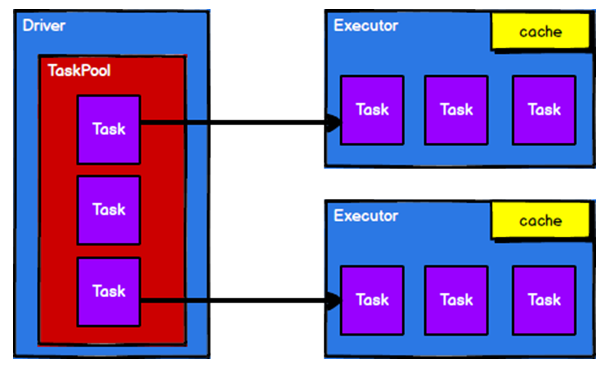 Driver
TaskPool
Task
Task
Task
Executor
cache
Task Task Task
Executor
cache
Task Task Task